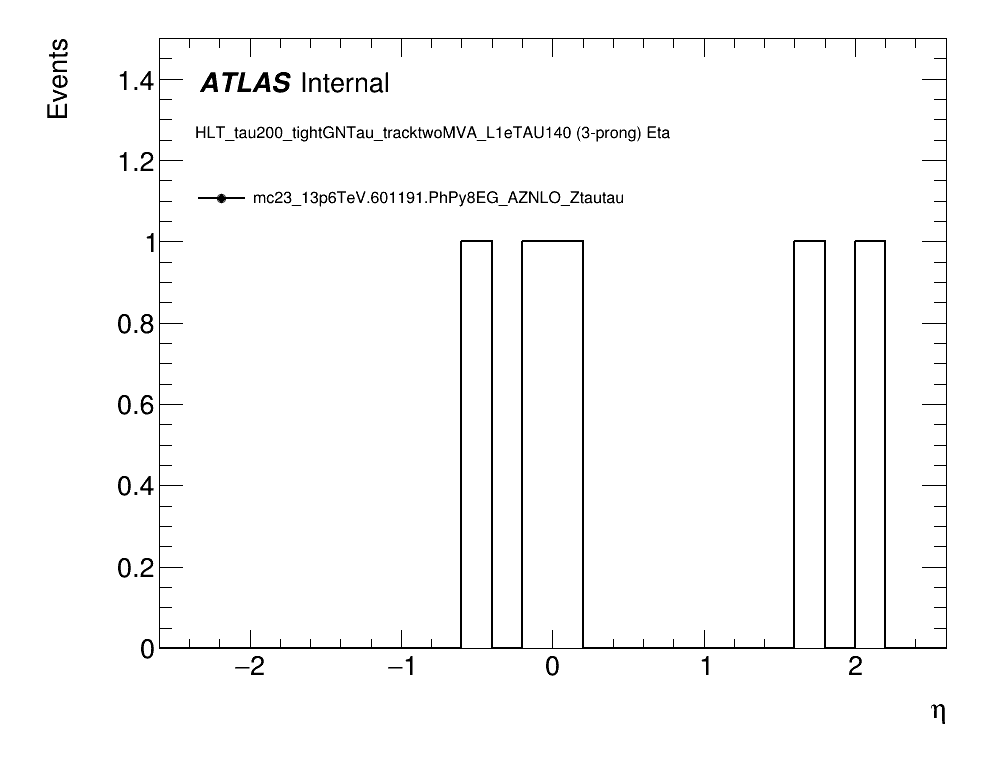 Events
ATLAS Internal
HLT_tau200_tightGNTau_tracktwoMVA_L1eTAU140 (3-prong) Eta
mc23_13p6TeV.601191.PhPy8EG_AZNLO_Ztautau
1.4
1.2
1
0.8
0.6
0.4
0.2
0
−2 −1 0 1 2
η